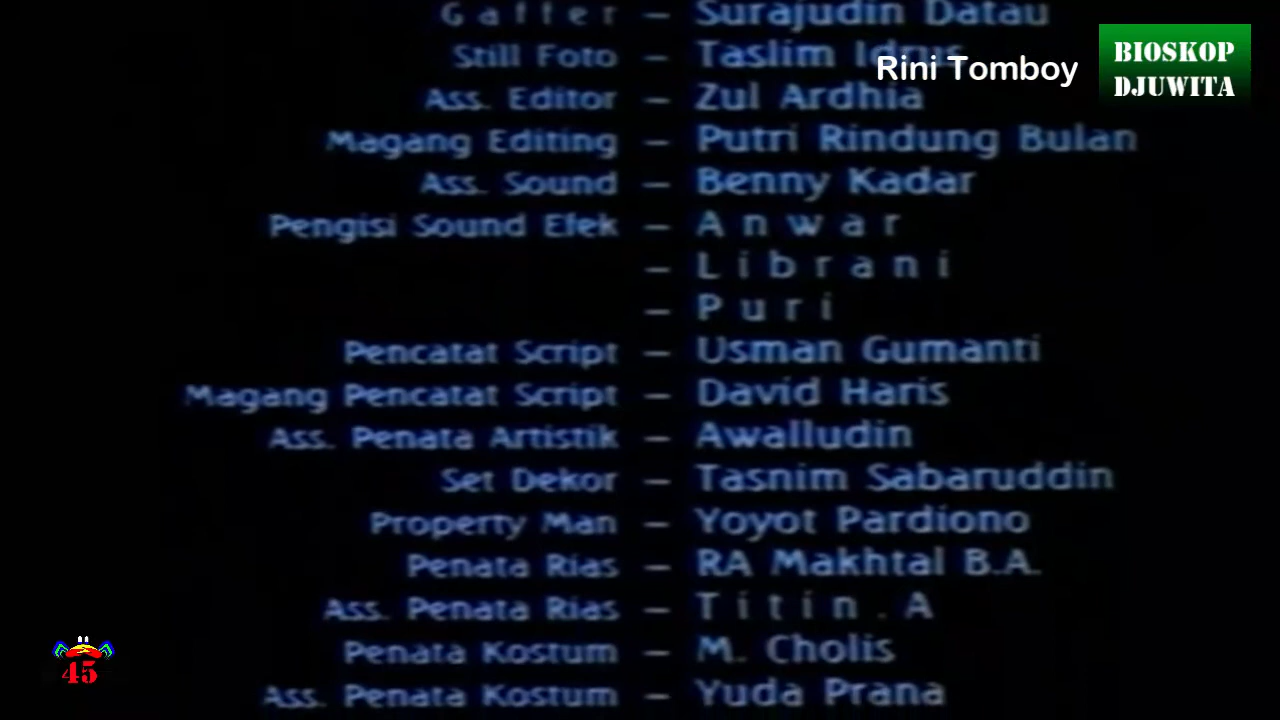 G a f f e r – Surajudin Datau
Still Foto – Taslim Idrus
Rini Tomboy
BIOSKOP
DJUWITA
Ass. Editor – Zul Ardhia
Magang Editing – Putri Rindung Bulan
Ass. Sound – Benny Kadar
Pengisi Sound Efek – A n w a r
– L i b r a n i
– P u r i
Pencatat Script – Usman Gumanti
Magang Pencatat Script – David Haris
Ass. Penata Artistik – Awalludin
Set Dekor – Tasnim Sabaruddin
Property Man – Yoyot Pardiono
Penata Rias – RA Makhtal B.A.
Ass. Penata Rias – T i t i n . A
Penata Kostum – M. Cholis
Ass. Penata Kostum – Yuda Prana
45